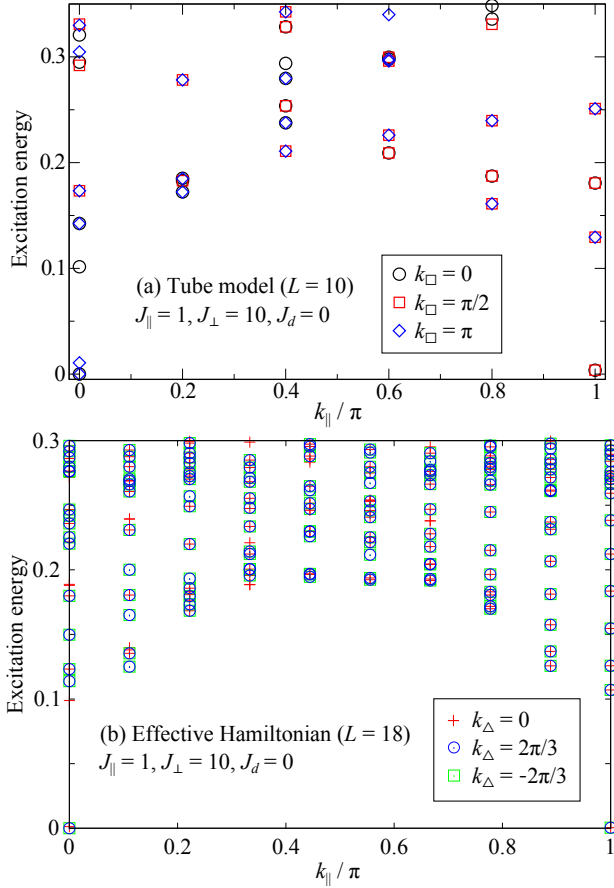 0.3
0.2
0.1
0
Excitation energy
(a) Tube model (L = 10)
J∥ = 1, J⊥ = 10, Jd = 0
k□ = 0
k□ = π/2
k□ = π
0 0.2 0.4 0.6 0.8 1
k∥ / π
0.3
0.2
0.1
0
Excitation energy
(b) Effective Hamiltonian (L = 18)
J∥ = 1, J⊥ = 10, Jd = 0
k△ = 0
k△ = 2π/3
k△ = -2π/3
0 0.2 0.4 0.6 0.8 1
k∥ / π